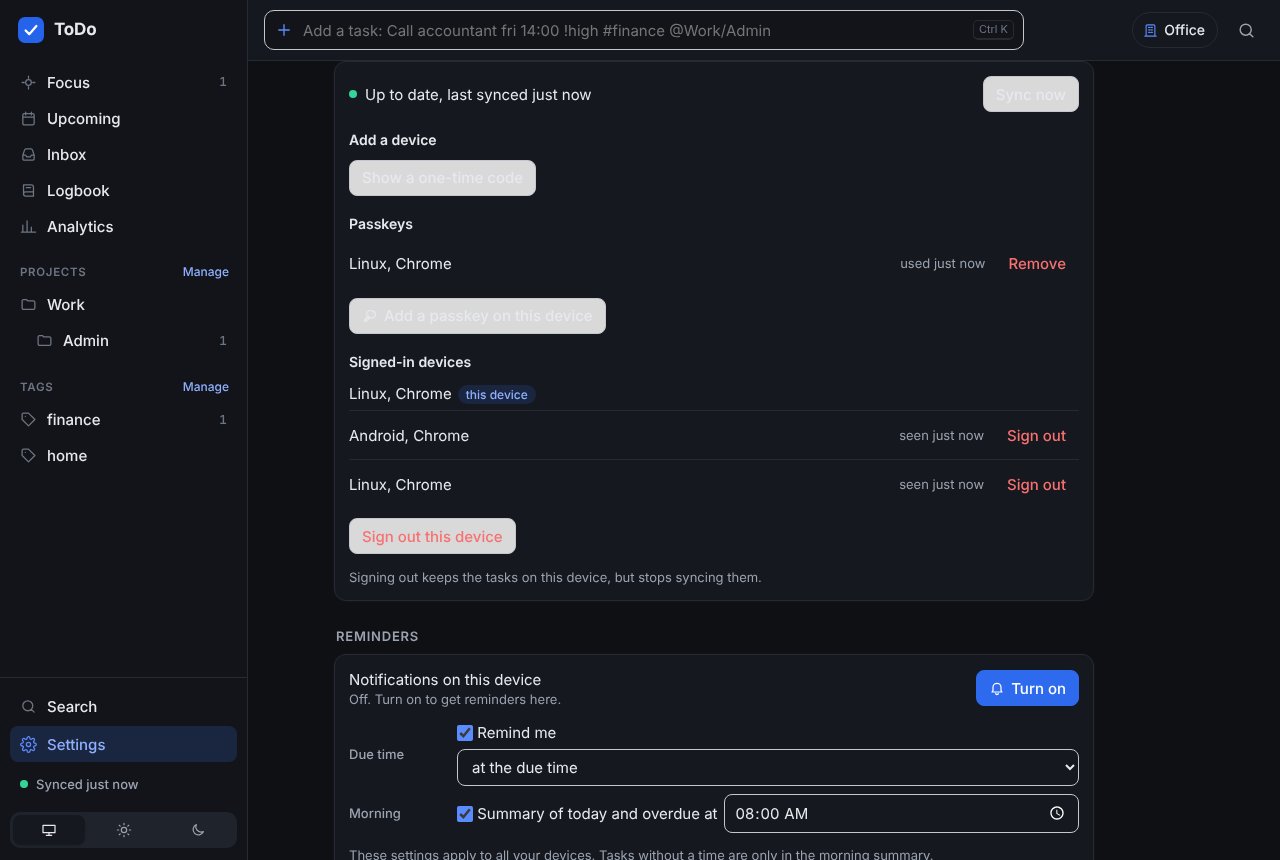 ToDo
Add a task: Call accountant fri 14:00 !high #finance @Work/Admin
Ctrl K
Office
Focus 1
Upcoming
Inbox
Logbook
Analytics
PROJECTS Manage
Work
Admin 1
TAGS Manage
finance 1
home
Search
Settings
Synced just now
Up to date, last synced just now
Sync now
Add a device
Show a one-time code
Passkeys
Linux, Chrome used just now Remove
Add a passkey on this device
Signed-in devices
Linux, Chrome this device
Android, Chrome seen just now Sign out
Linux, Chrome seen just now Sign out
Sign out this device
Signing out keeps the tasks on this device, but stops syncing them.
REMINDERS
Notifications on this device
Off. Turn on to get reminders here.
Turn on
Due time
Remind me
at the due time
Morning
Summary of today and overdue at 08:00 AM
These settings apply to all your devices. Tasks without a time are only in the morning summary.